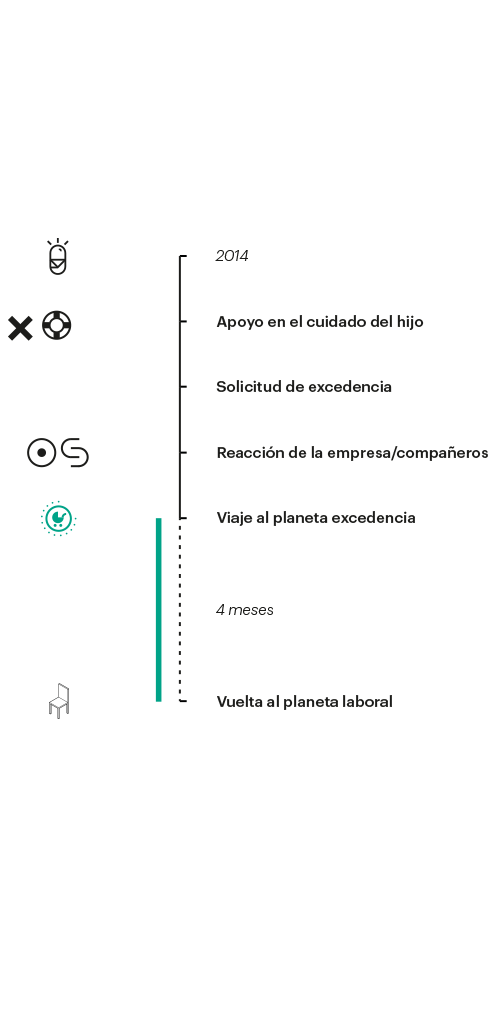 2014
Apoyo en el cuidado del hijo
Solicitud de excedencia
Reacción de la empresa/compañeros
Viaje al planeta excedencia
4 meses
Vuelta al planeta laboral